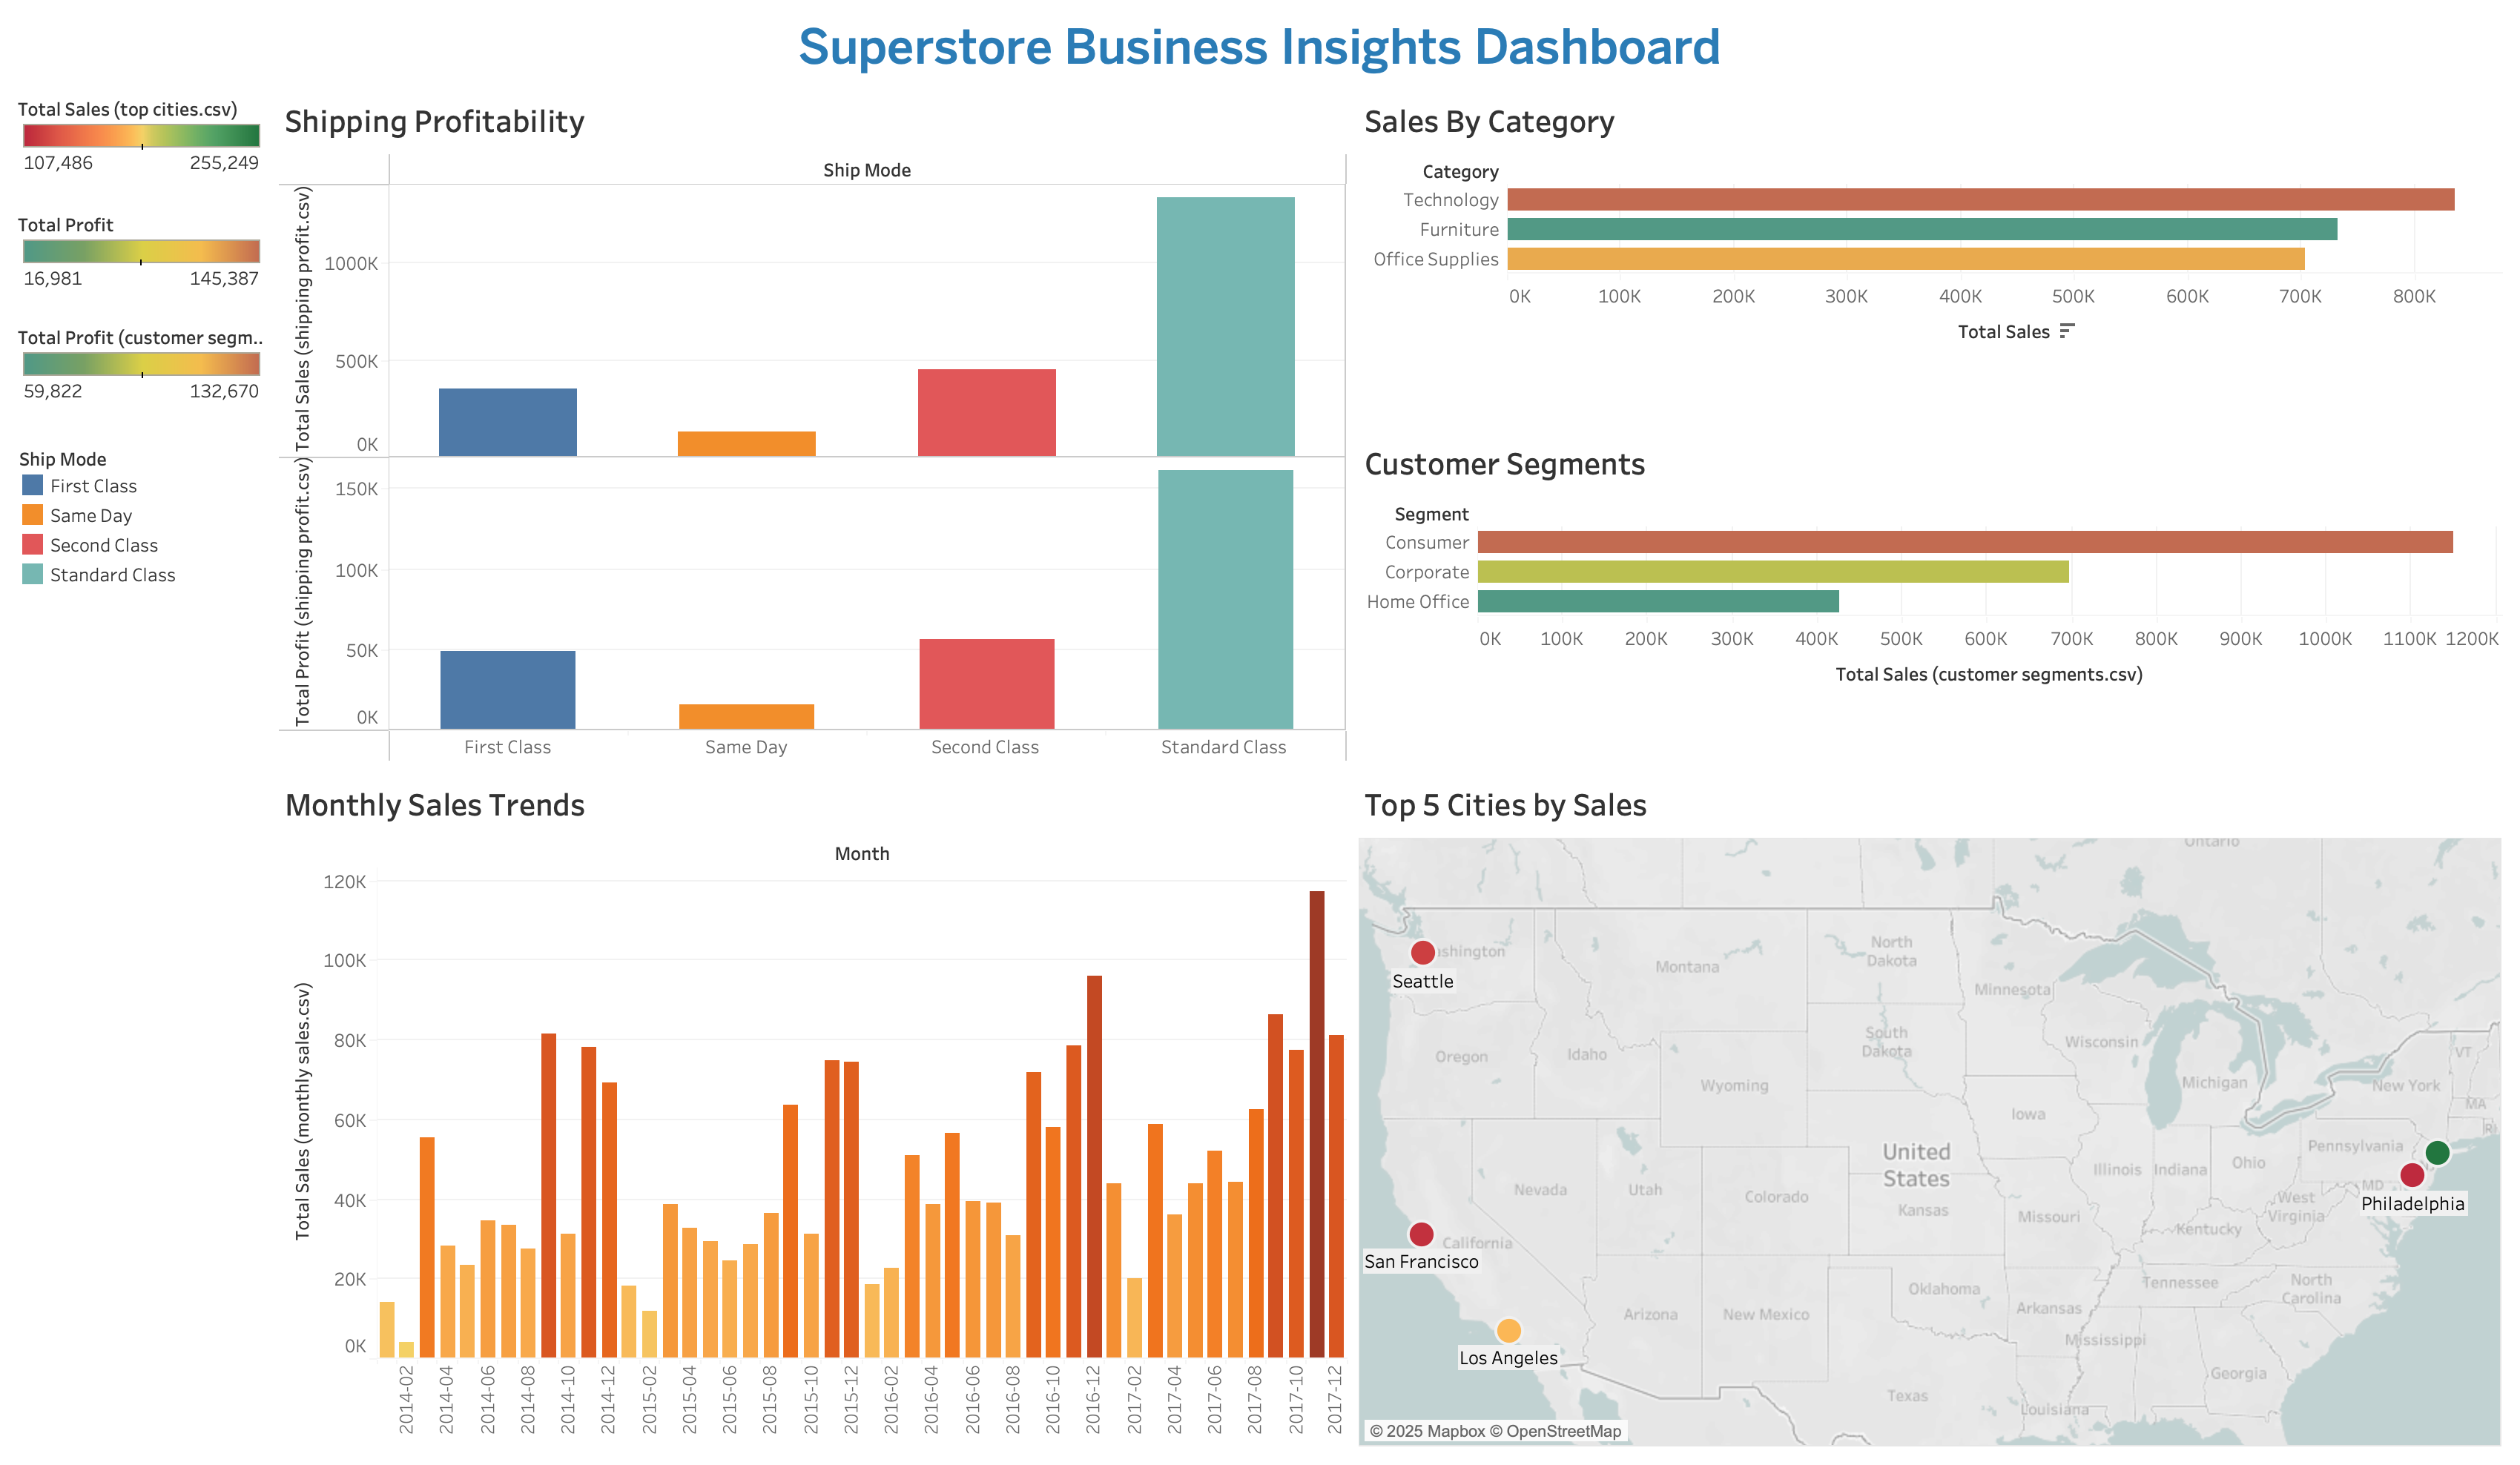 Superstore Business Insights Dashboard
Total Sales (top cities.csv)
107,486 255,249
Total Profit
16,981 145,387
Total Profit (customer segm..
59,822 132,670
Ship Mode
First Class
Same Day
Second Class
Standard Class
Shipping Profitability
Ship Mode
Total Sales (shipping profit.csv)
1000K
500K
0K
Total Profit (shipping profit.csv)
150K
100K
50K
0K
First Class Same Day Second Class Standard Class
Sales By Category
Category
Technology
Furniture
Office Supplies
0K 100K 200K 300K 400K 500K 600K 700K 800K
Total Sales
Customer Segments
Segment
Consumer
Corporate
Home Office
0K 100K 200K 300K 400K 500K 600K 700K 800K 900K 1000K 1100K 1200K
Total Sales (customer segments.csv)
Monthly Sales Trends
Month
Total Sales (monthly sales.csv)
120K
100K
80K
60K
40K
20K
0K
2014-02 2014-04 2014-06 2014-08 2014-10 2014-12 2015-02 2015-04 2015-06 2015-08 2015-10 2015-12 2016-02 2016-04 2016-06 2016-08 2016-10 2016-12 2017-02 2017-04 2017-06 2017-08 2017-10 2017-12
Top 5 Cities by Sales
Ontario
North
Dakota
Montana
Seattle
Minnesota
South
Dakota
Wisconsin
VT
Oregon
Idaho
Wyoming
Michigan
New York
MA
Iowa
RI
United
States
Pennsylvania
Illinois Indiana Ohio
Nevada
Utah
Colorado
MD
Philadelphia
Kansas
Missouri
West
Virginia
Kentucky
California
San Francisco
Oklahoma
Tennessee
North
Carolina
Arizona
New Mexico
Arkansas
Mississippi
Los Angeles
Georgia
Texas
Louisiana
© 2025 Mapbox © OpenStreetMap